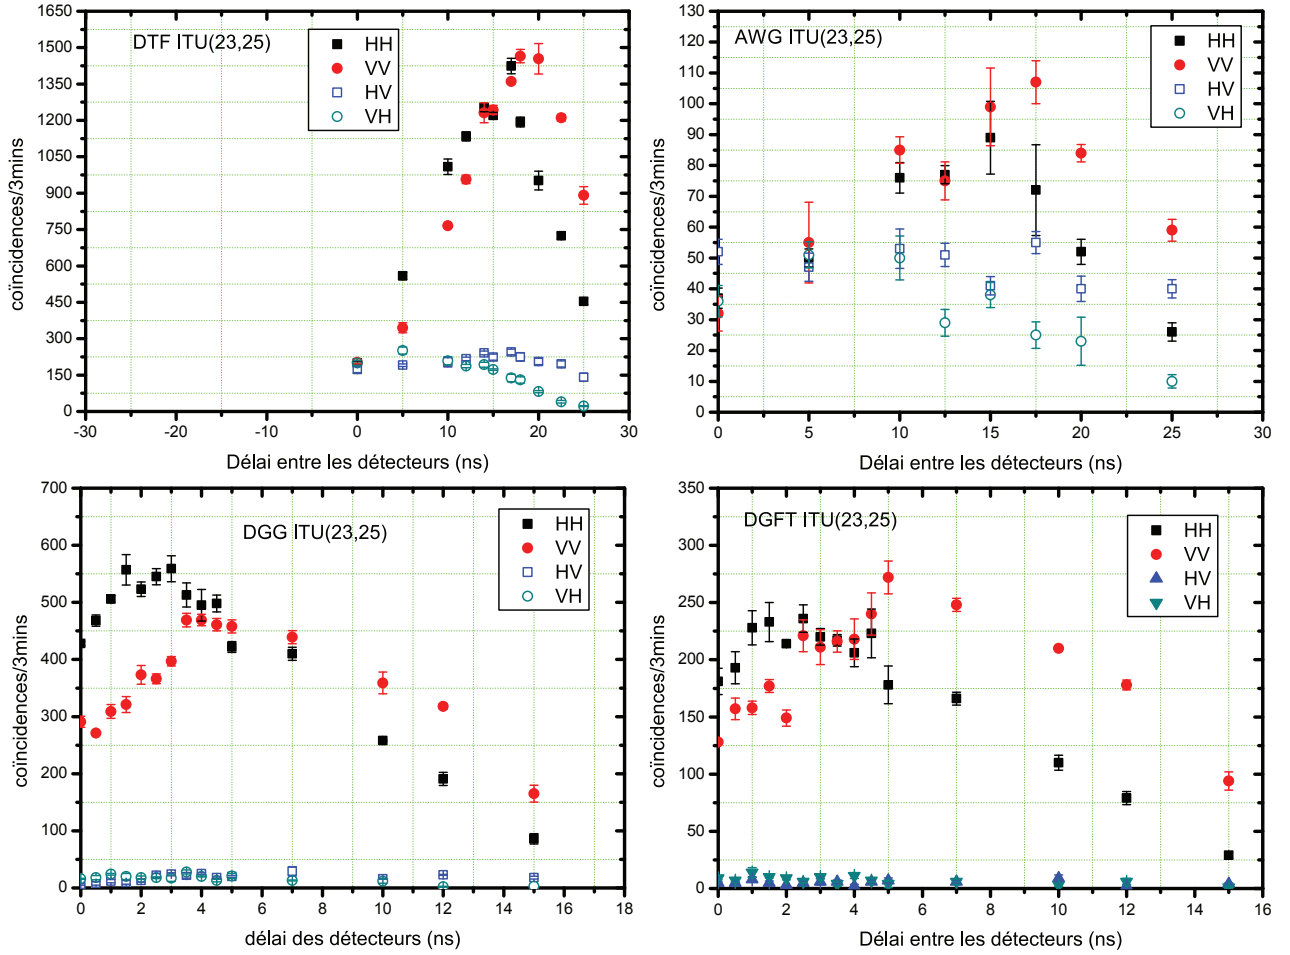 DTF ITU(23,25)
HH
VV
HV
VH
coïncidences/3mins
1650
1500
1350
1200
1050
900
750
600
450
300
150
0
-30 -20 -10 0 10 20 30
Délai entre les détecteurs (ns)
AWG ITU(23,25)
HH
VV
HV
VH
coïncidences/3mins
130
120
110
100
90
80
70
60
50
40
30
20
10
0
0 5 10 15 20 25 30
Délai entre les détecteurs (ns)
DGG ITU(23,25)
HH
VV
HV
VH
coïncidences/3mins
700
600
500
400
300
200
100
0
0 2 4 6 8 10 12 14 16 18
délai des détecteurs (ns)
DGFT ITU(23,25)
HH
VV
HV
VH
coïncidences/3mins
350
300
250
200
150
100
50
0
0 2 4 6 8 10 12 14 16
Délai entre les détecteurs (ns)